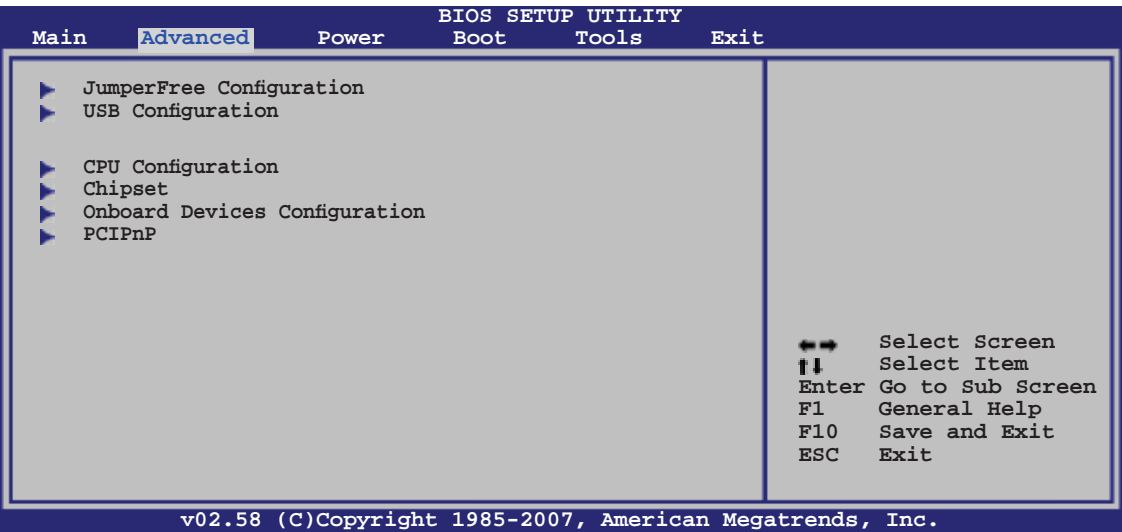 BIOS SETUP UTILITY
Main Advanced Power Boot Tools Exit
JumperFree Configuration
USB Configuration
CPU Configuration
Chipset
Onboard Devices Configuration
PCIPnP
Select Screen
Select Item
Enter Go to Sub Screen
F1 General Help
F10 Save and Exit
ESC Exit
v02.58 (C)Copyright 1985-2007, American Megatrends, Inc.